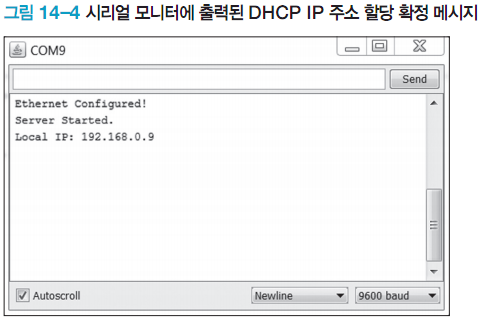 그림 14-4 시리얼 모니터에 출력된 DHCP IP 주소 할당 확정 메시지
COM9
Send
Ethernet Configured!
Server Started.
Local IP: 192.168.0.9
Autoscroll
Newline
9600 baud